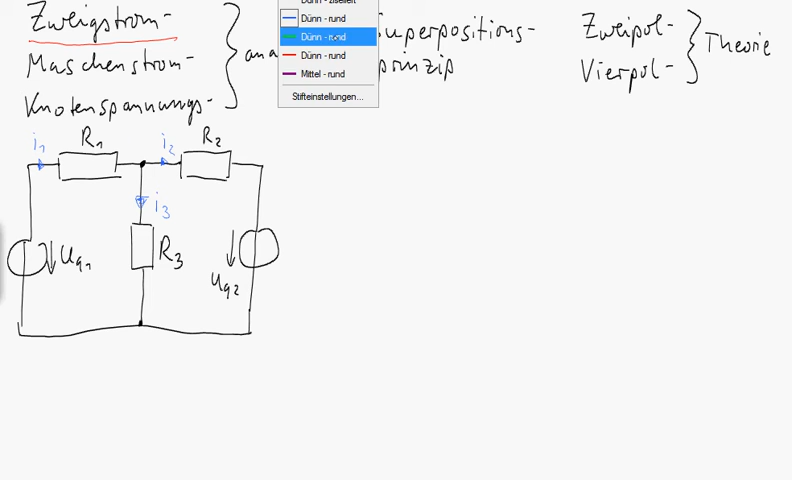 Zweigstrom-
Maschenstrom-
Knotenspannungs-
ana
Superpositions-
prinzip
Zweipol-
Vierpol-
Theorie
Dünn - rund
Dünn - rund
Dünn - rund
Mittel - rund
Stifteinstellungen...
i1
R1
i2
R2
i3
R3
uq1
uq2